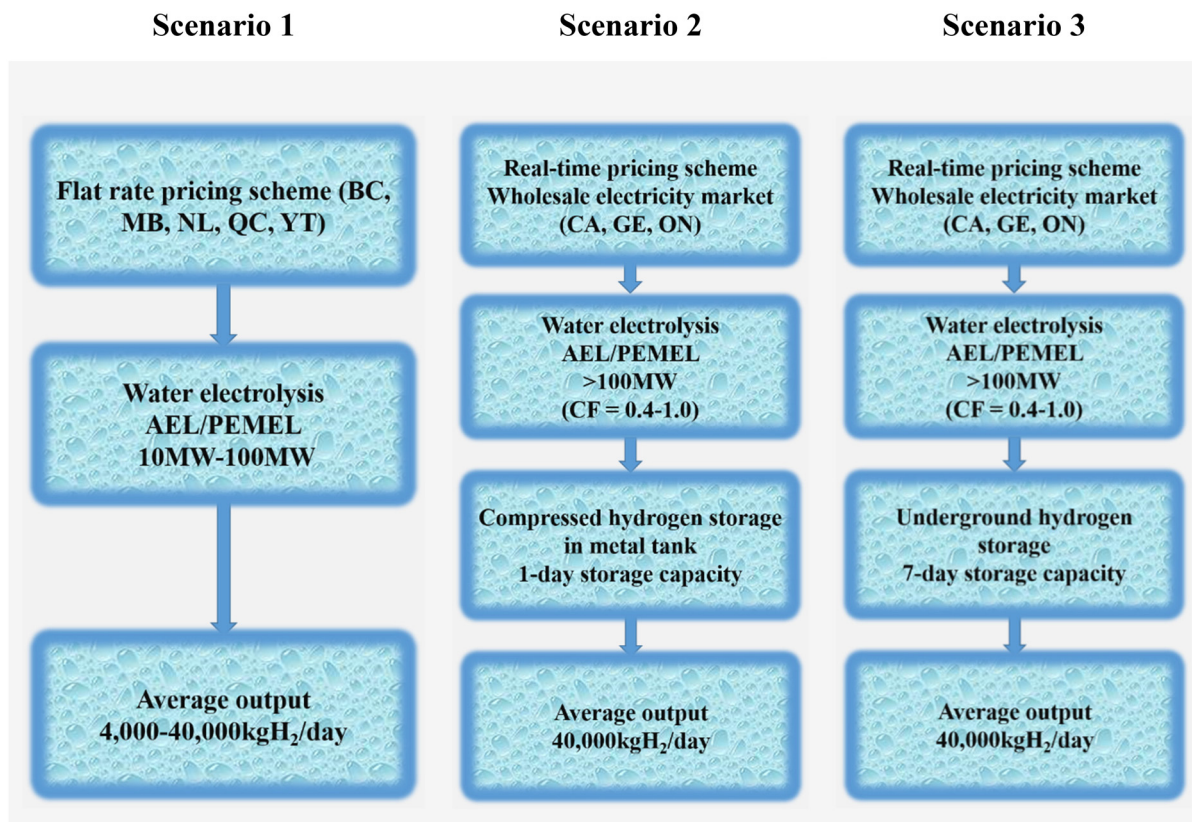 Scenario 1
Flat rate pricing scheme (BC,
MB, NL, QC, YT)
Water electrolysis
AEL/PEMEL
10MW-100MW
Average output
4,000-40,000kgH₂/day
Scenario 2
Real-time pricing scheme
Wholesale electricity market
(CA, GE, ON)
Water electrolysis
AEL/PEMEL
>100MW
(CF = 0.4-1.0)
Compressed hydrogen storage
in metal tank
1-day storage capacity
Average output
40,000kgH₂/day
Scenario 3
Real-time pricing scheme
Wholesale electricity market
(CA, GE, ON)
Water electrolysis
AEL/PEMEL
>100MW
(CF = 0.4-1.0)
Underground hydrogen
storage
7-day storage capacity
Average output
40,000kgH₂/day